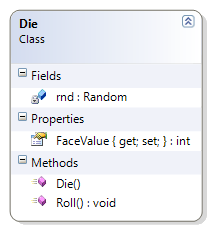 Die
Class
Fields
rnd : Random
Properties
FaceValue { get; set; } : int
Methods
Die()
Roll() : void